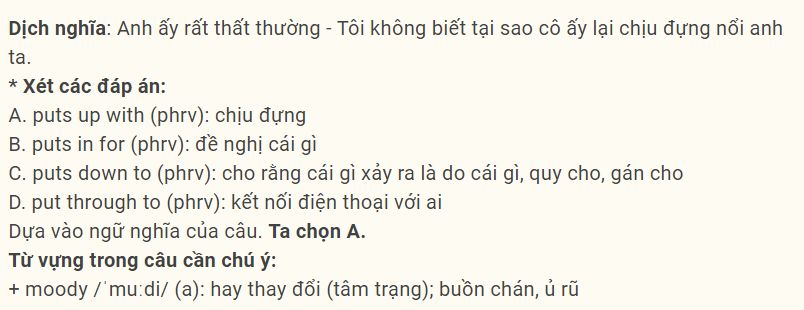 Dịch nghĩa: Anh ấy rất thất thường - Tôi không biết tại sao cô ấy lại chịu đựng nổi anh
ta.
* Xét các đáp án:
A. puts up with (phrv): chịu đựng
B. puts in for (phrv): đề nghị cái gì
C. puts down to (phrv): cho rằng cái gì xảy ra là do cái gì, quy cho, gán cho
D. put through to (phrv): kết nối điện thoại với ai
Dựa vào ngữ nghĩa của câu. Ta chọn A.
Từ vựng trong câu cần chú ý:
+ moody /ˈmuːdi/ (a): hay thay đổi (tâm trạng); buồn chán, ủ rũ